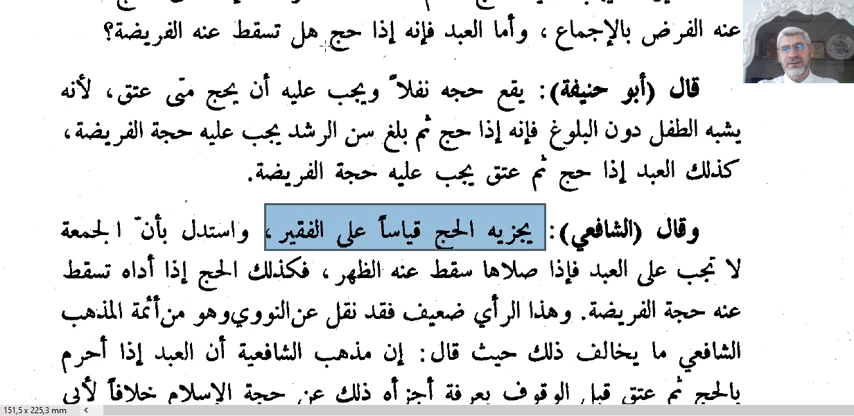 عنه الفرض بالإجماع ، وأما العبد فإنه إذا حج هل تسقط عنه الفريضة؟
قال (أبو حنيفة): يقع حجه نفلاً ويجب عليه أن يحج متى عتق، لأنه
يشبه الطفل دون البلوغ فإنه إذا حج ثم بلغ سن الرشد يجب عليه حجة الفريضة،
كذلك العبد إذا حج ثم عتق يجب عليه حجة الفريضة.
وقال (الشافعي): يجزيه الحج قياساً على الفقير ، واستدل بأنّ الجمعة
لا تجب على العبد فإذا صلاها سقط عنه الظهر ، فكذلك الحج إذا أداه تسقط
عنه حجة الفريضة. وهذا الرأي ضعيف فقد نقل عن النووي وهو من أئمة المذهب
الشافعي ما يخالف ذلك حيث قال: إن مذهب الشافعية أن العبد إذا أحرم
بالحج ثم عتق قبل الوقوف بعرفة أجزأه ذلك عن حجة الإسلام خلافاً لأبي
151,5 x 225,3 mm